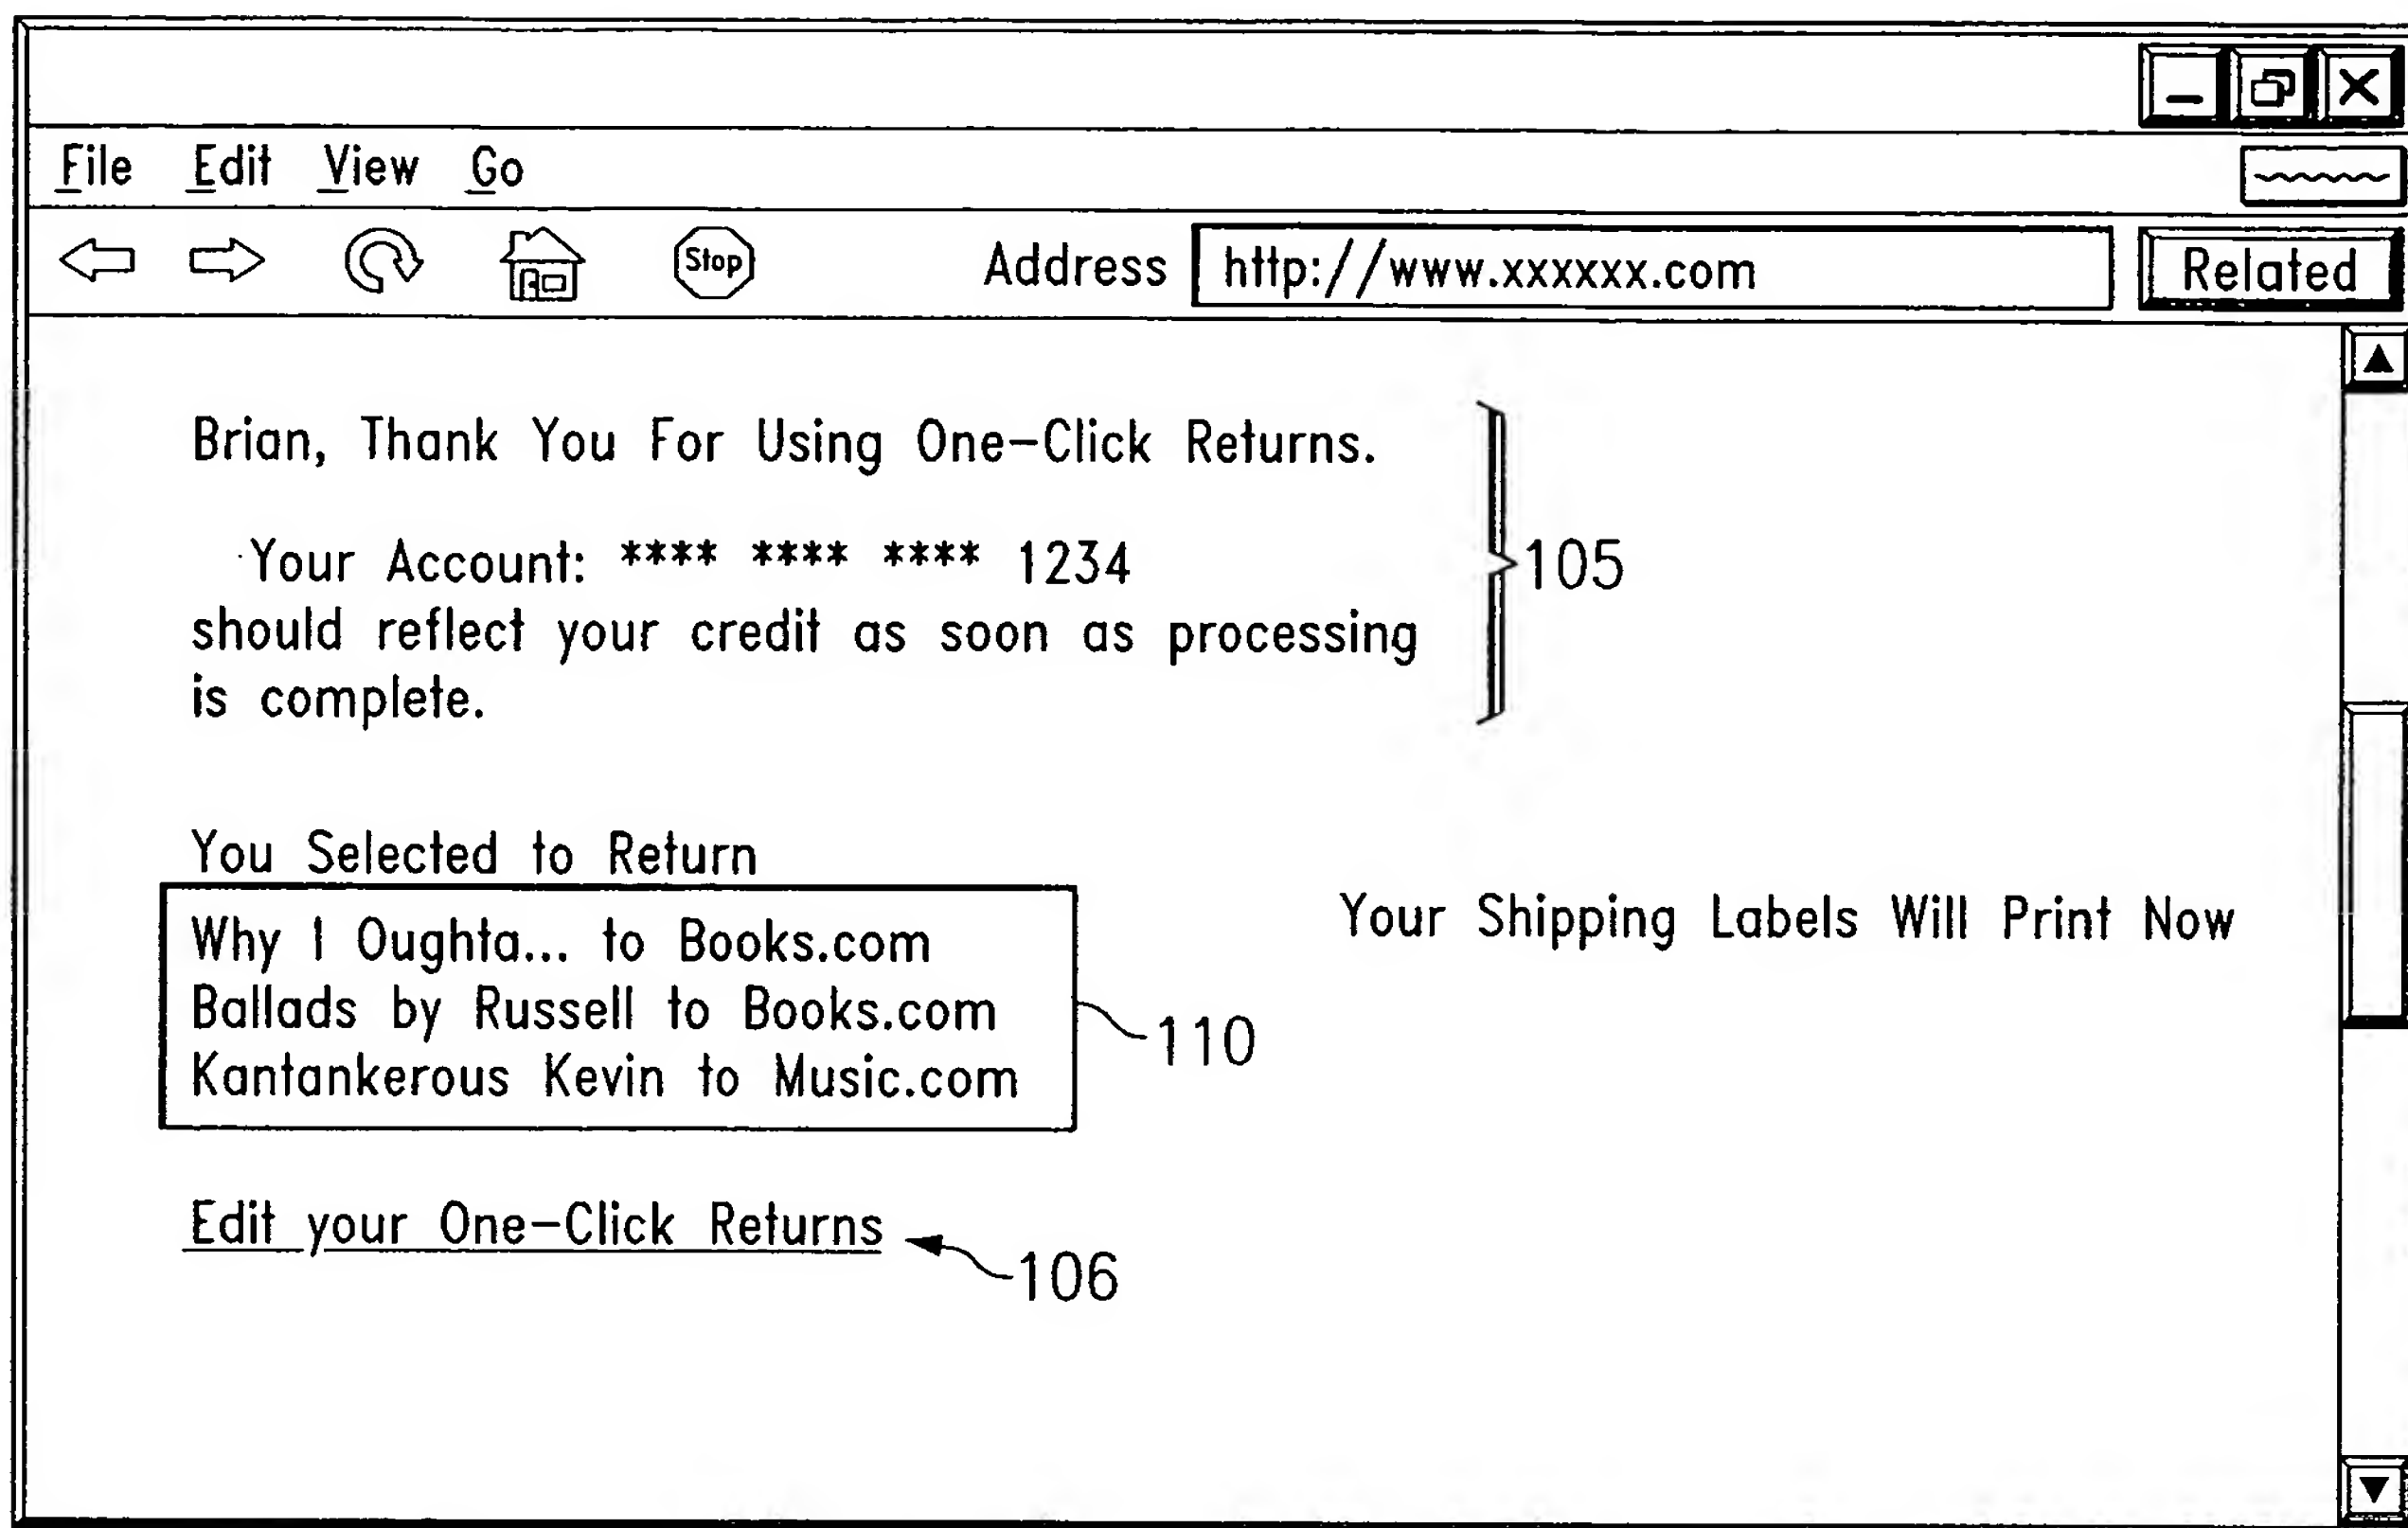 File Edit View Go
Stop Address http://www.xxxxxx.com Related
Brian, Thank You For Using One-Click Returns.
Your Account: **** **** **** 1234
should reflect your credit as soon as processing
is complete.
105
You Selected to Return
Why I Oughta... to Books.com
Ballads by Russell to Books.com
Kantankerous Kevin to Music.com
110
Your Shipping Labels Will Print Now
Edit your One-Click Returns
106